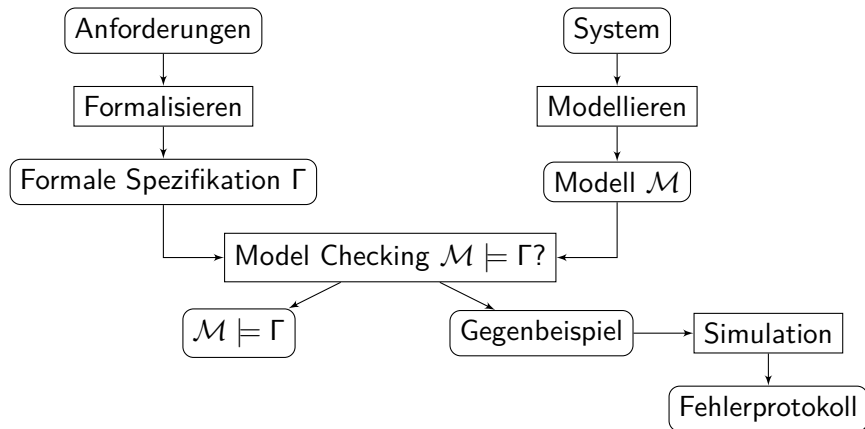 Anforderungen
System
Formalisieren
Modellieren
Formale Spezifikation Γ
Modell ℳ
Model Checking ℳ ⊨ Γ?
ℳ ⊨ Γ
Gegenbeispiel
Simulation
Fehlerprotokoll